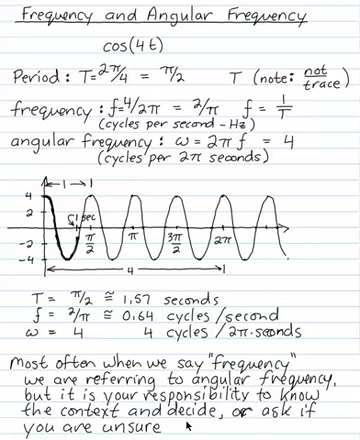 Frequency and Angular Frequency
cos(4t)
Period: T=2π/4 = π/2 T (note: not trace)
frequency: f=4/2π = 2/π f = 1/T
(cycles per second - Hz)
angular frequency: ω = 2πf = 4
(cycles per 2π seconds)
1
4
2
1 sec
-2
-4
π/2 π 3π/2 2π
4
T = π/2 ≅ 1.57 seconds
f = 2/π ≅ 0.64 cycles/second
ω = 4 4 cycles/2π·seconds
Most often when we say "frequency"
we are referring to angular frequency,
but it is your responsibility to know
the context and decide, or ask if
you are unsure